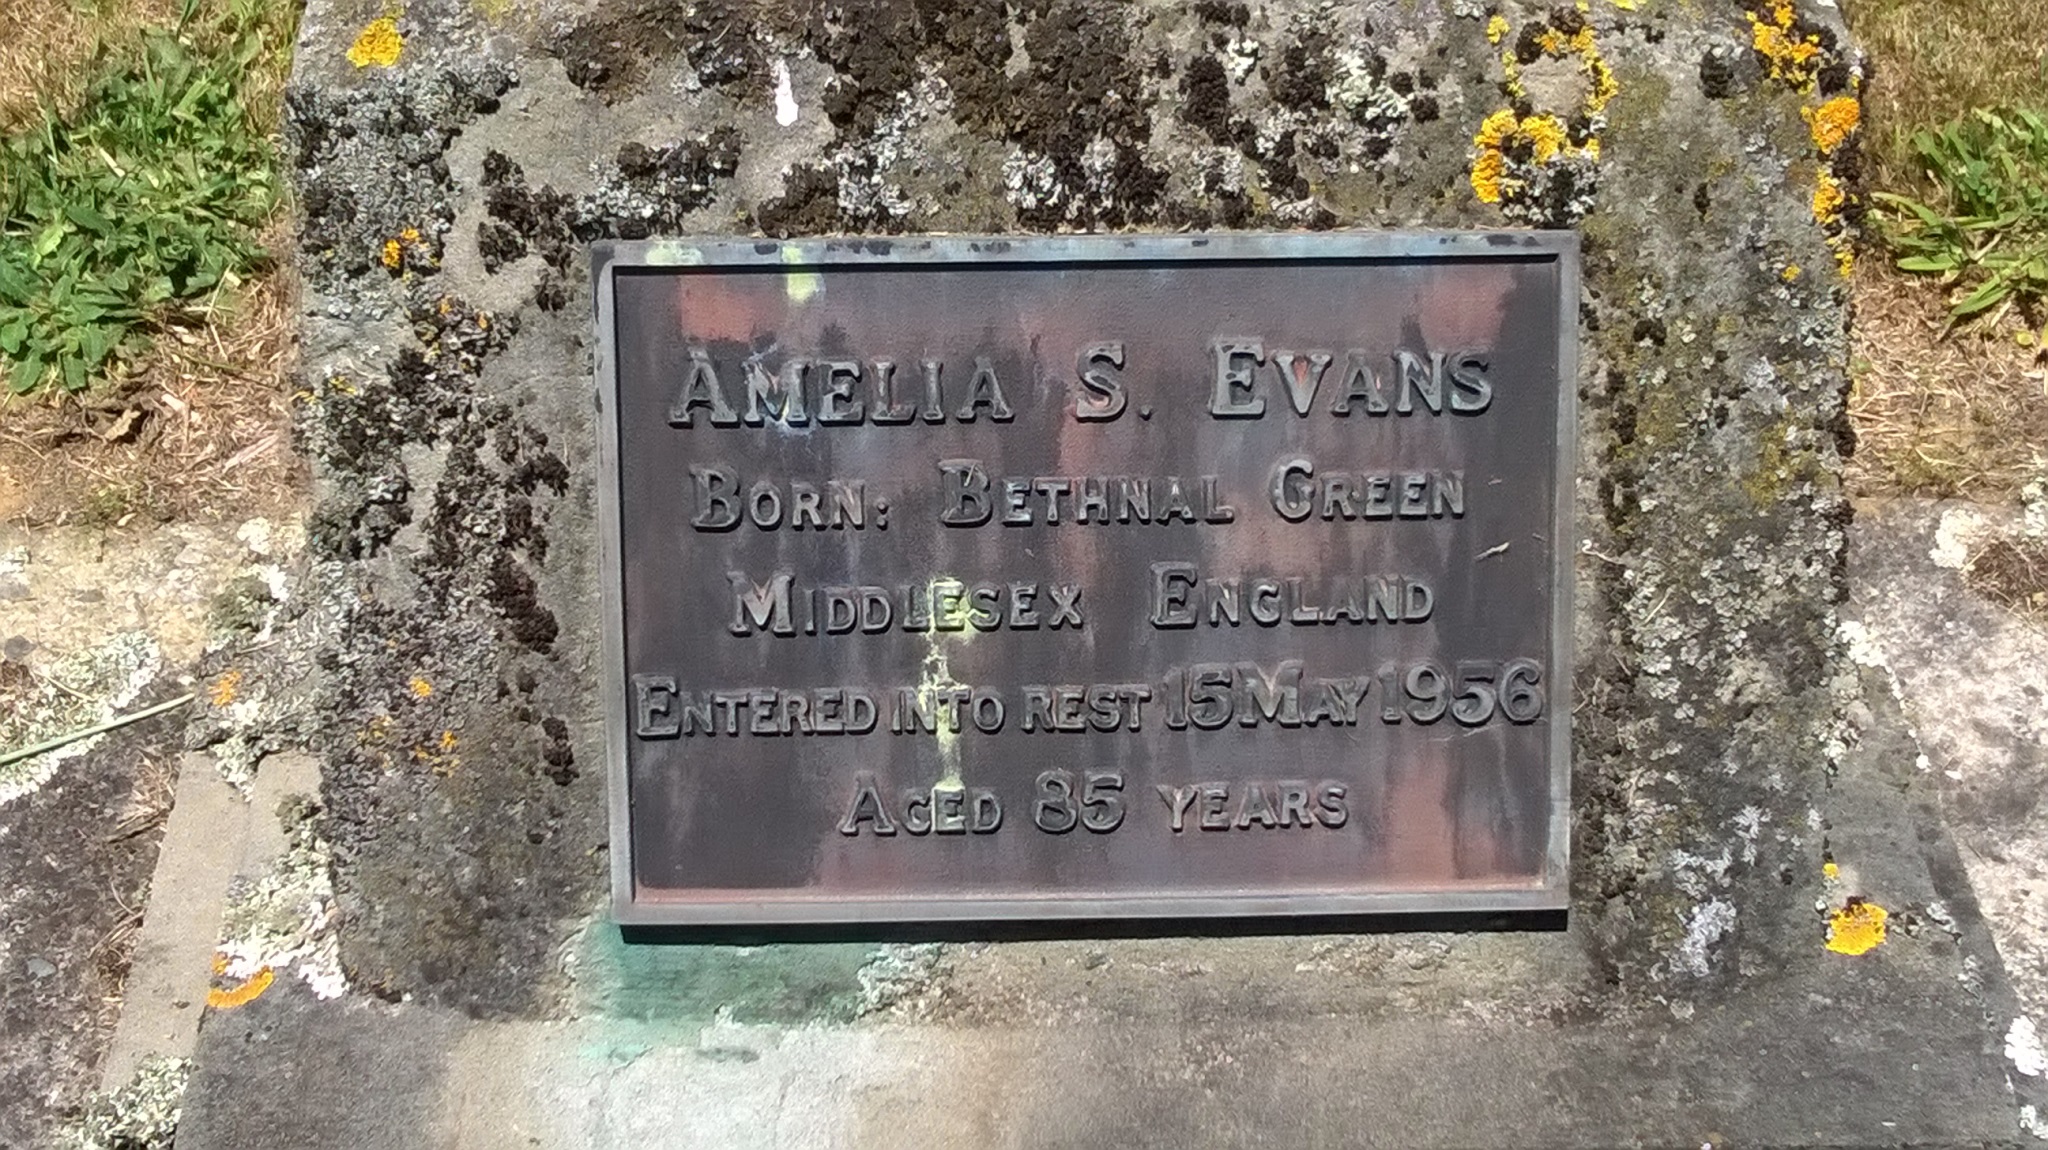 AMELIA S. EVANS
BORN: BETHNAL GREEN
MIDDLESEX ENGLAND
ENTERED INTO REST 15 MAY 1956
AGED 85 YEARS